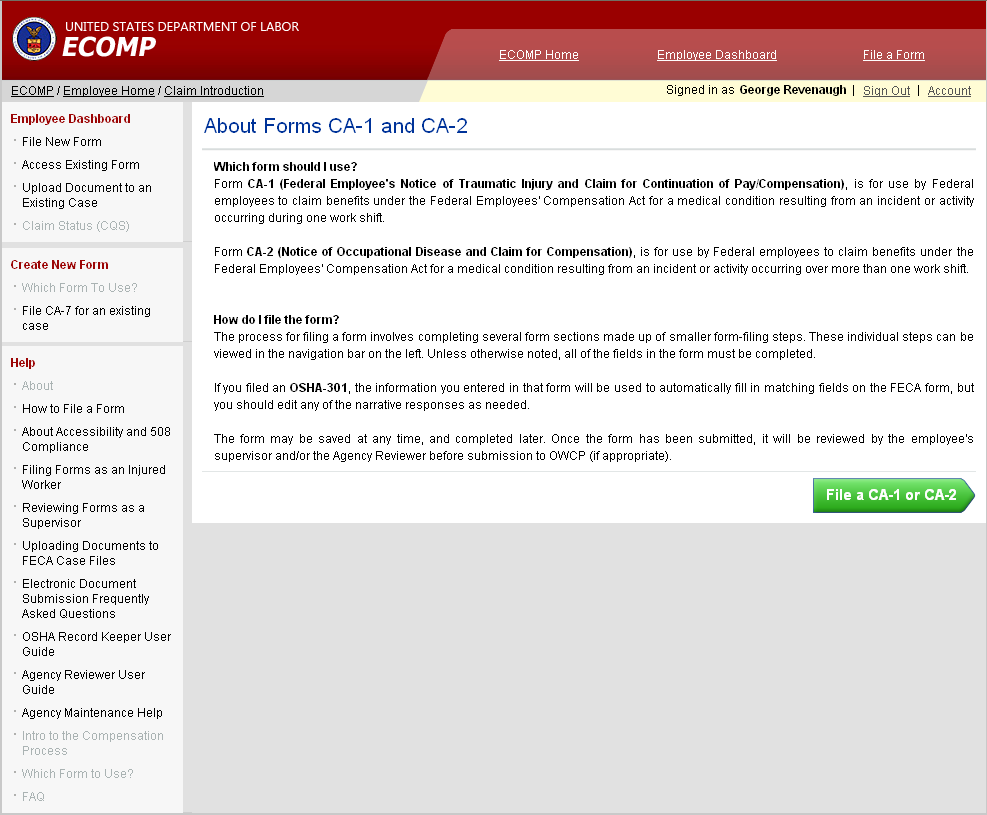 UNITED STATES DEPARTMENT OF LABOR
ECOMP
ECOMP Home Employee Dashboard File a Form
ECOMP / Employee Home / Claim Introduction
Signed in as George Revenaugh | Sign Out | Account
Employee Dashboard
File New Form
Access Existing Form
Upload Document to an
Existing Case
Claim Status (CQS)
Create New Form
Which Form To Use?
File CA-7 for an existing
case
Help
About
How to File a Form
About Accessibility and 508
Compliance
Filing Forms as an Injured
Worker
Reviewing Forms as a
Supervisor
Uploading Documents to
FECA Case Files
Electronic Document
Submission Frequently
Asked Questions
OSHA Record Keeper User
Guide
Agency Reviewer User
Guide
Agency Maintenance Help
Intro to the Compensation
Process
Which Form to Use?
FAQ
About Forms CA-1 and CA-2
Which form should I use?
Form CA-1 (Federal Employee's Notice of Traumatic Injury and Claim for Continuation of Pay/Compensation), is for use by Federal
employees to claim benefits under the Federal Employees' Compensation Act for a medical condition resulting from an incident or activity
occurring during one work shift.
Form CA-2 (Notice of Occupational Disease and Claim for Compensation), is for use by Federal employees to claim benefits under the
Federal Employees' Compensation Act for a medical condition resulting from an incident or activity occurring over more than one work shift.
How do I file the form?
The process for filing a form involves completing several form sections made up of smaller form-filing steps. These individual steps can be
viewed in the navigation bar on the left. Unless otherwise noted, all of the fields in the form must be completed.
If you filed an OSHA-301, the information you entered in that form will be used to automatically fill in matching fields on the FECA form, but
you should edit any of the narrative responses as needed.
The form may be saved at any time, and completed later. Once the form has been submitted, it will be reviewed by the employee's
supervisor and/or the Agency Reviewer before submission to OWCP (if appropriate).
File a CA-1 or CA-2